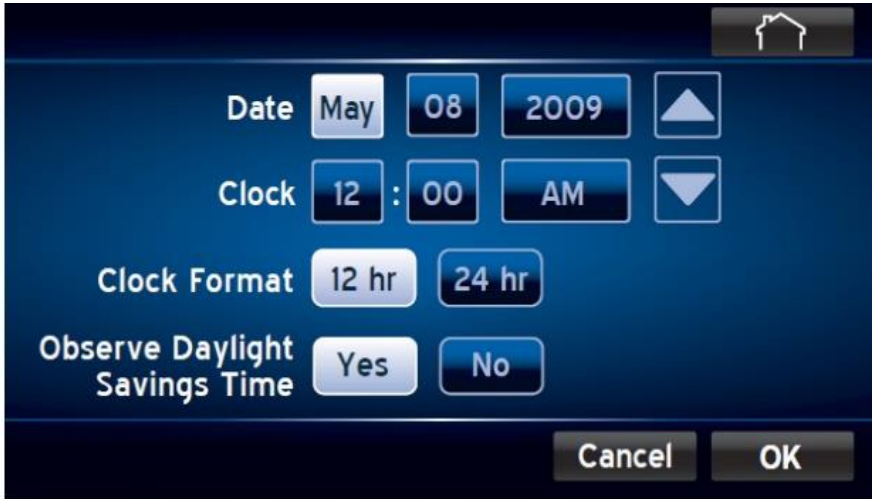 Date May 08 2009
Clock 12 : 00 AM
Clock Format 12 hr 24 hr
Observe Daylight
Savings Time Yes No
Cancel OK